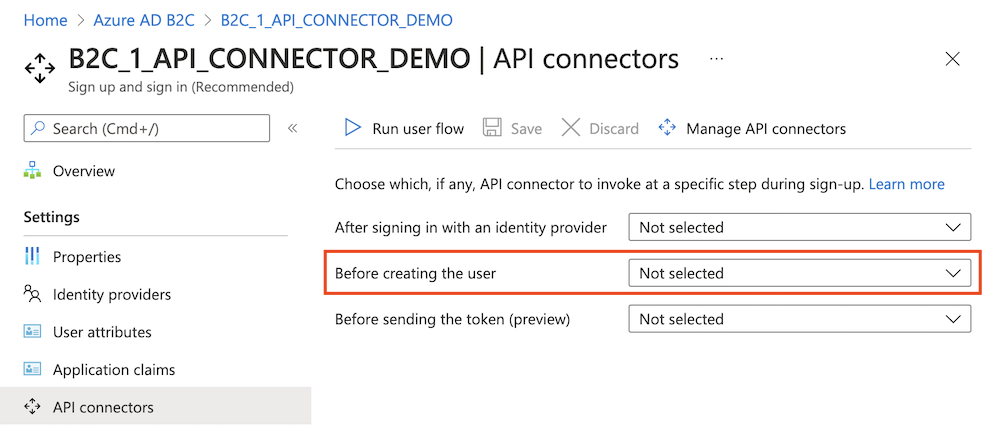 Home > Azure AD B2C > B2C_1_API_CONNECTOR_DEMO
B2C_1_API_CONNECTOR_DEMO | API connectors ...
Sign up and sign in (Recommended)
Search (Cmd+/) «
Run user flow Save Discard Manage API connectors
Overview
Choose which, if any, API connector to invoke at a specific step during sign-up. Learn more
Settings
After signing in with an identity provider Not selected
Properties
Before creating the user Not selected
Identity providers
Before sending the token (preview) Not selected
User attributes
Application claims
API connectors